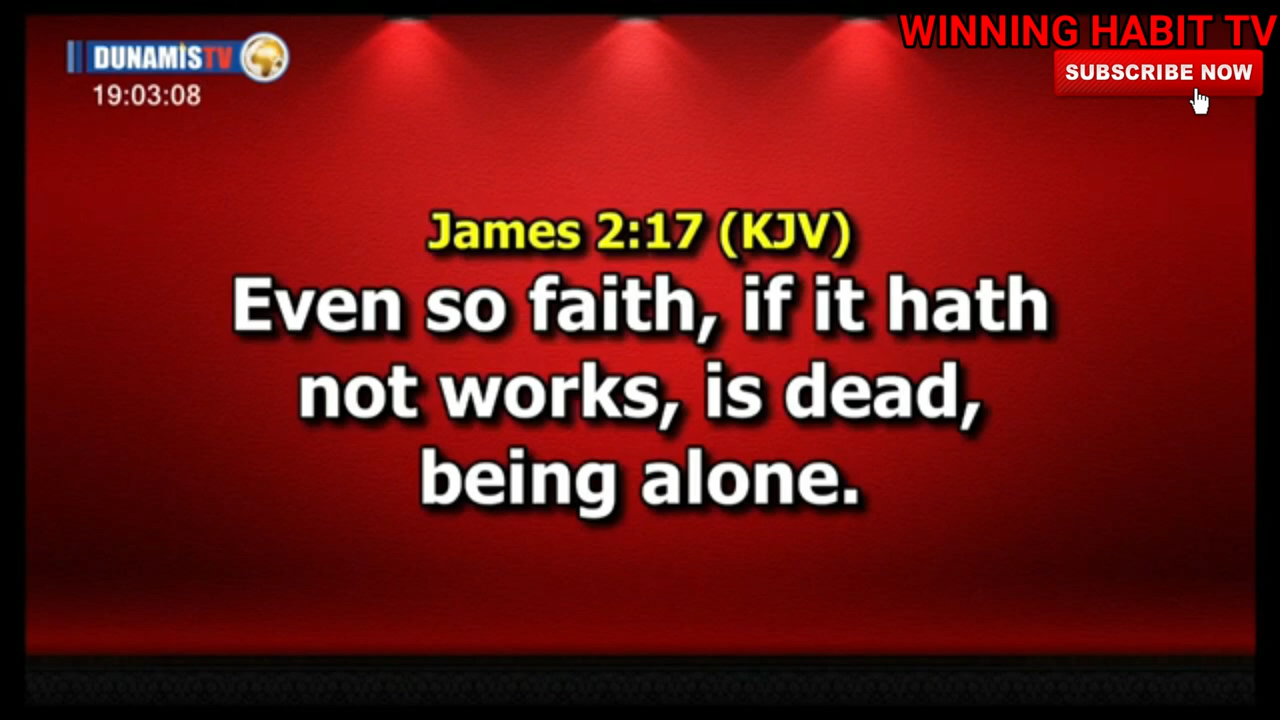 DUNAMIS TV
WINNING HABIT TV
SUBSCRIBE NOW
19:03:08
James 2:17 (KJV)
Even so faith, if it hath
not works, is dead,
being alone.